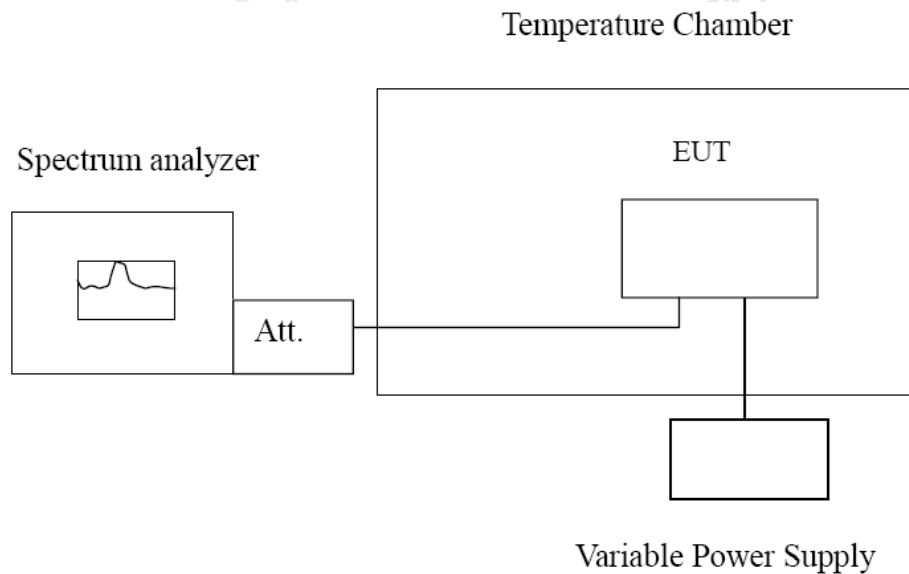 Temperature Chamber
Spectrum analyzer
EUT
Att.
Variable Power Supply